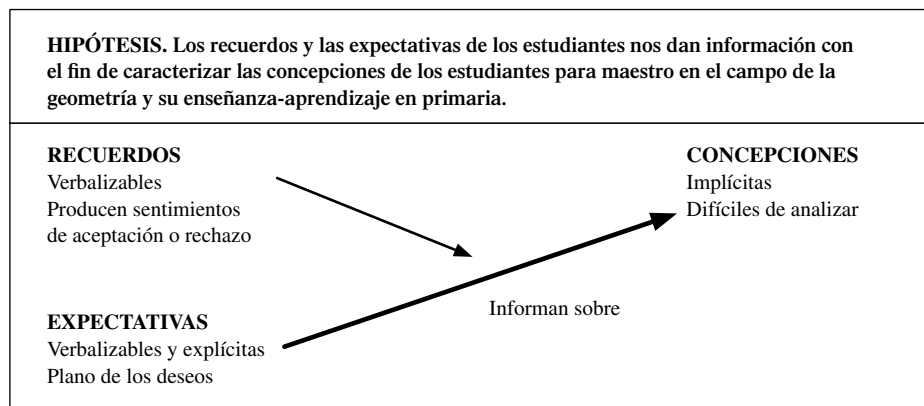 HIPÓTESIS. Los recuerdos y las expectativas de los estudiantes nos dan información con
el fin de caracterizar las concepciones de los estudiantes para maestro en el campo de la
geometría y su enseñanza-aprendizaje en primaria.
RECUERDOS
Verbalizables
Producen sentimientos
de aceptación o rechazo
CONCEPCIONES
Implícitas
Difíciles de analizar
Informan sobre
EXPECTATIVAS
Verbalizables y explícitas
Plano de los deseos